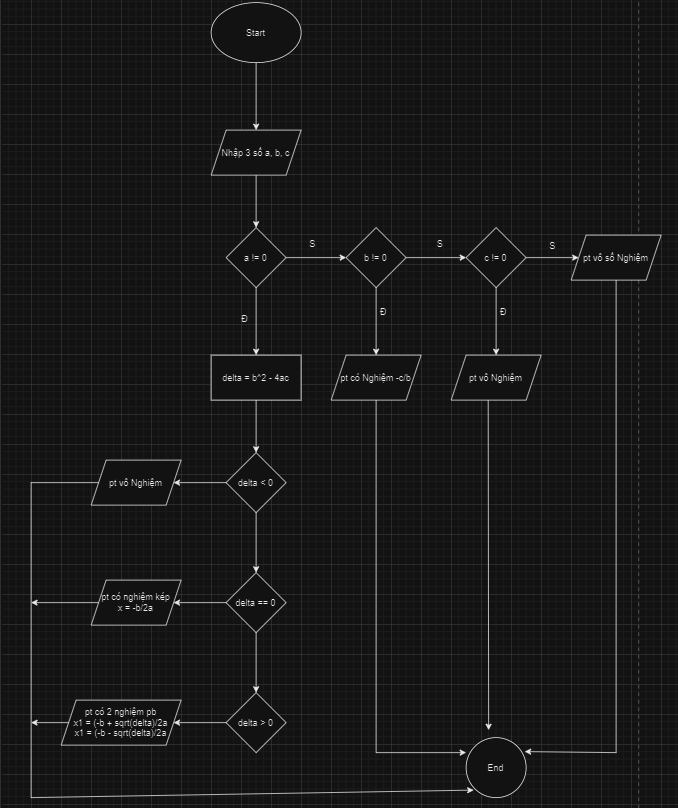 Start
Nhập 3 số a, b, c
a != 0
S
b != 0
S
c != 0
S
pt vô số Nghiệm
Đ
Đ
Đ
delta = b^2 - 4ac
pt có Nghiệm -c/b
pt vô Nghiệm
pt vô Nghiệm
delta < 0
pt có nghiệm kép
x = -b/2a
delta == 0
pt có 2 nghiệm pb
x1 = (-b + sqrt(delta)/2a
x1 = (-b - sqrt(delta)/2a
delta > 0
End